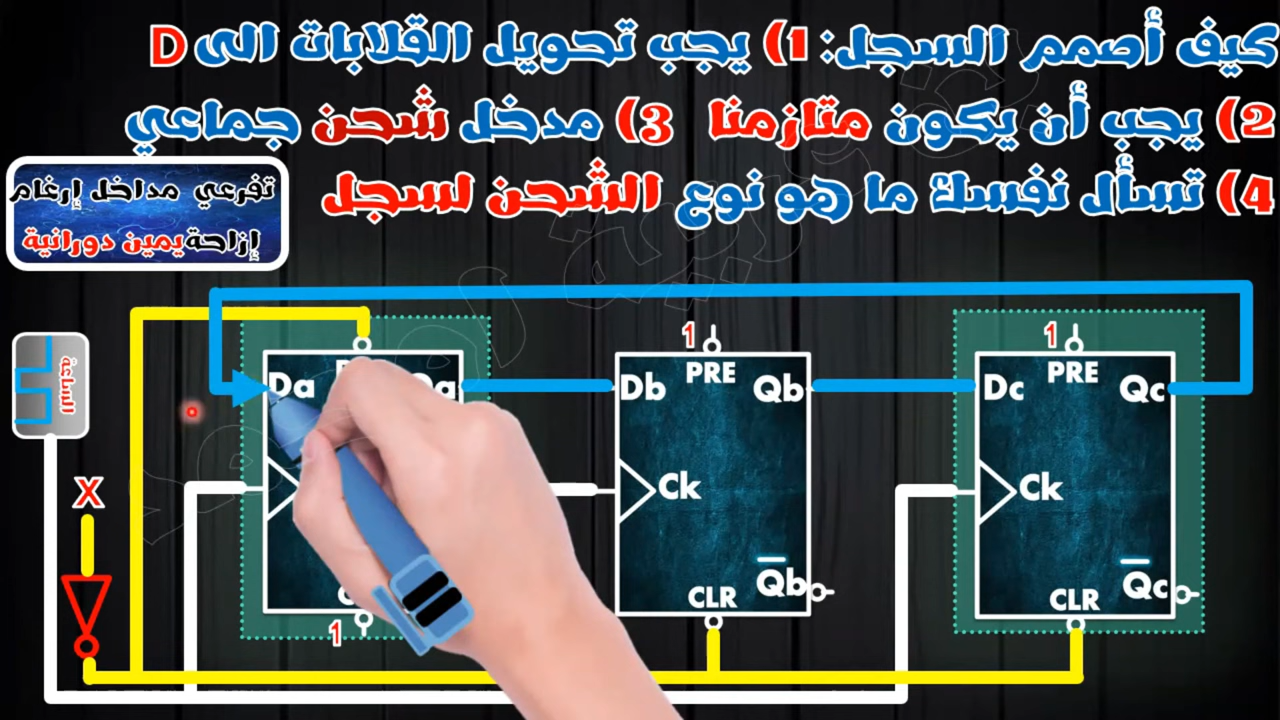 كيف أصمم السجل: 1) يجب تحويل القلابات الى D
2) يجب أن يكون متازمنا 3) مدخل شحن جماعي
4) تسأل نفسك ما هو نوع الشحن لسجل
تفرعي مداخل إرغام
إزاحة يمين دورانية
الساعة
X
Da
1
1
PRE
Db
Qb
Ck
CLR
Qb
1
PRE
Dc
Qc
Ck
CLR
Qc